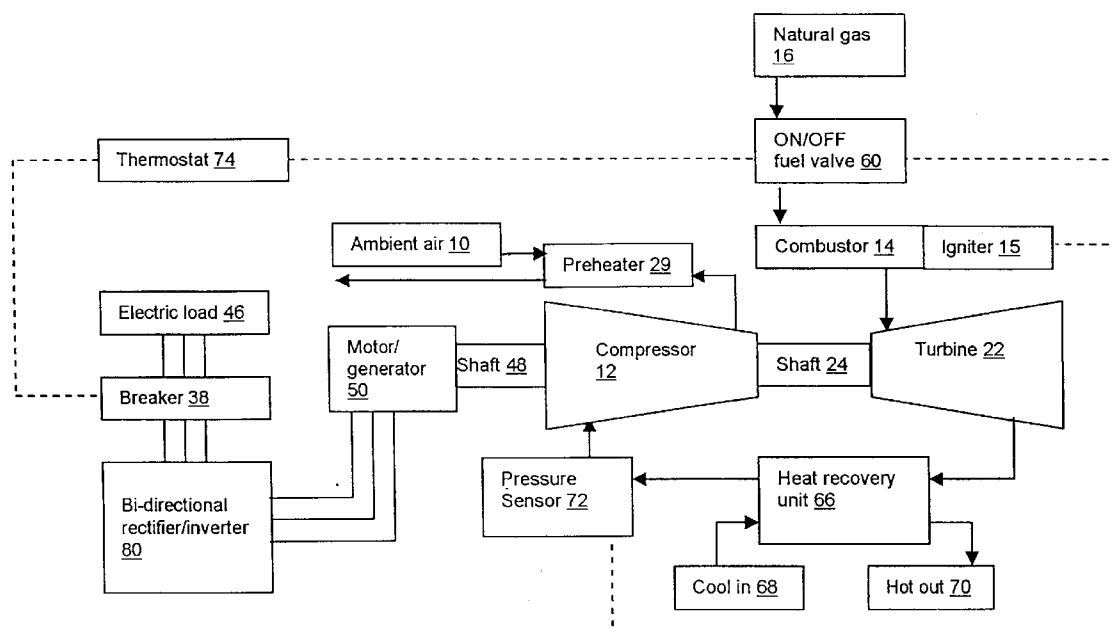 Natural gas
16
ON/OFF
fuel valve 60
Thermostat 74
Ambient air 10
Preheater 29
Combustor 14
Igniter 15
Electric load 46
Breaker 38
Bi-directional
rectifier/inverter
80
Motor/
generator
50
Shaft 48
Compressor
12
Shaft 24
Turbine 22
Pressure
Sensor 72
Heat recovery
unit 66
Cool in 68
Hot out 70